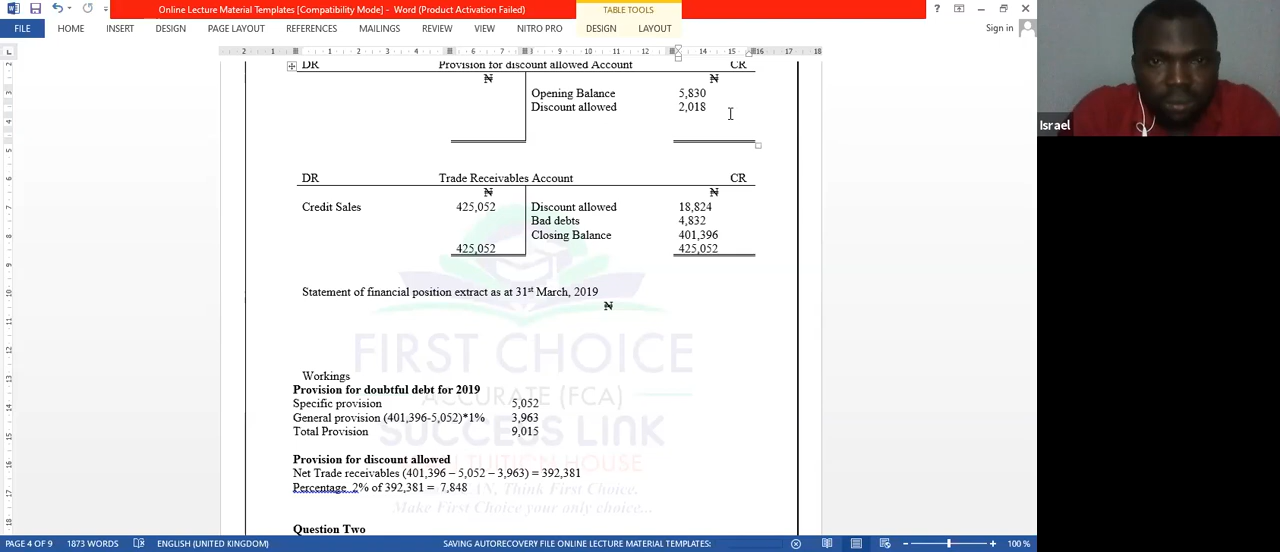 Online Lecture Material Templates [Compatibility Mode] - Word (Product Activation Failed)
TABLE TOOLS
? 
FILE HOME INSERT DESIGN PAGE LAYOUT REFERENCES MAILINGS REVIEW VIEW NITRO PRO DESIGN LAYOUT Sign in
DR Provision for discount allowed Account CR
₦ ₦
Opening Balance 5,830
Discount allowed 2,018
Israel
DR Trade Receivables Account CR
₦ ₦
Credit Sales 425,052 Discount allowed 18,824
Bad debts 4,832
Closing Balance 401,396
425,052 425,052
Statement of financial position extract as at 31st March, 2019
₦
FIRST CHOICE
Workings
Provision for doubtful debt for 2019
ACCURATE (FCA)
Specific provision 5,052
General provision (401,396-5,052)*1% 3,963
Total Provision 9,015
SUCCESS LINK
Provision for discount allowed
TUITION HOUSE
Net Trade receivables (401,396 – 5,052 – 3,963) = 392,381
Percentage 2% of 392,381 = 7,848
Think First Choice.
Make First Choice your only choice...
Question Two
PAGE 4 OF 9 1873 WORDS ENGLISH (UNITED KINGDOM) SAVING AUTORECOVERY FILE ONLINE LECTURE MATERIAL TEMPLATES: 100 %